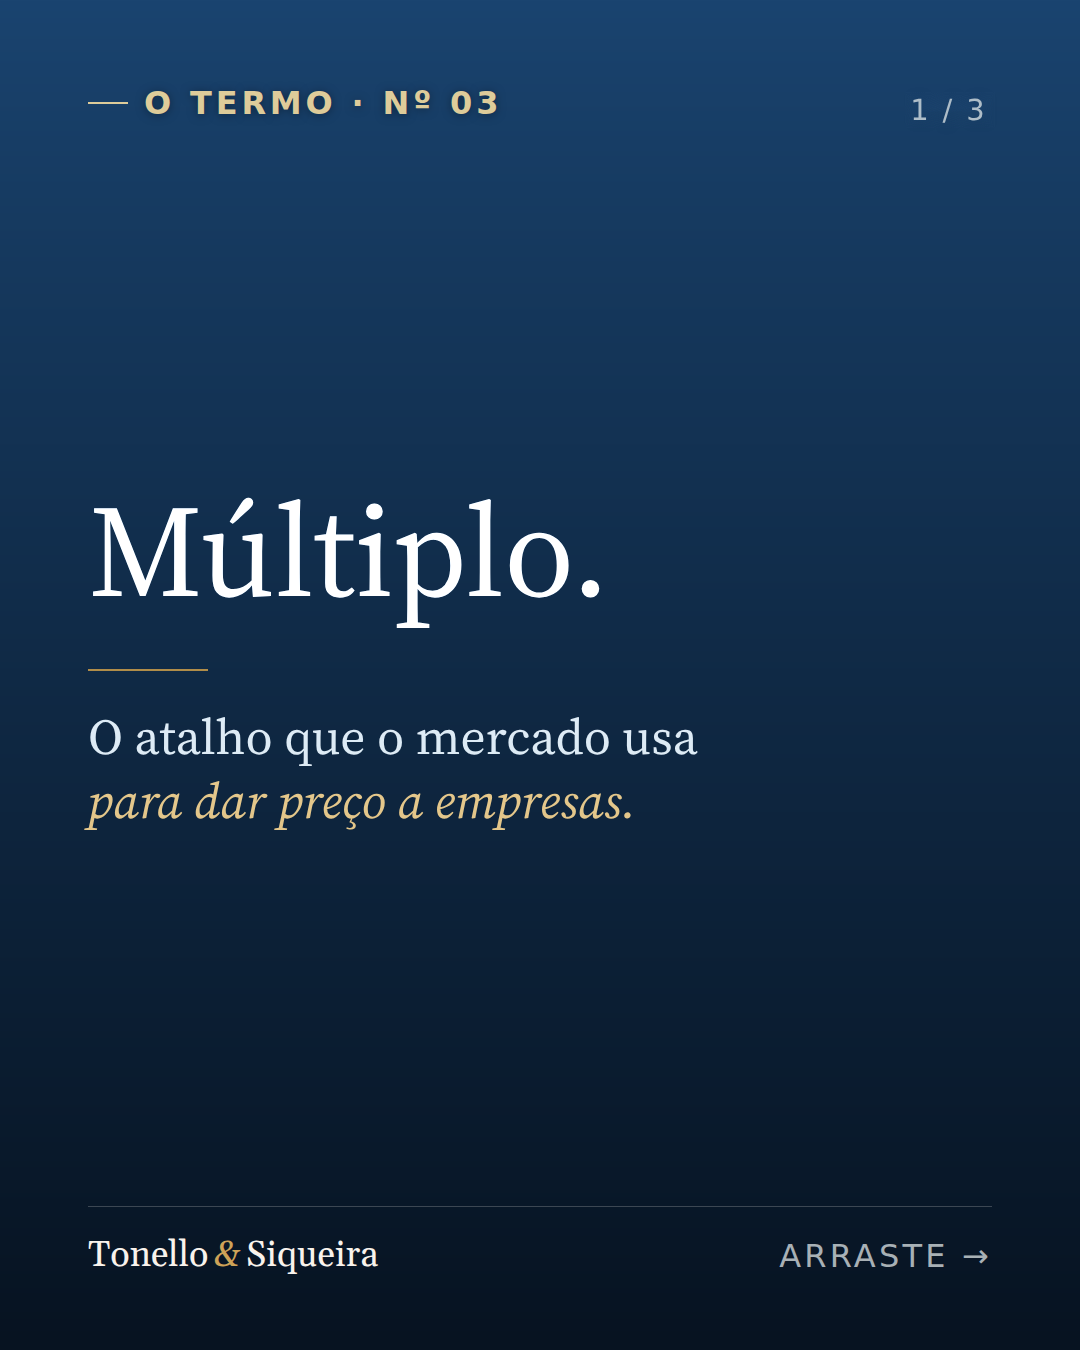 — O TERMO · Nº 03
1 / 3
Múltiplo.
O atalho que o mercado usa
para dar preço a empresas.
Tonello & Siqueira
ARRASTE →